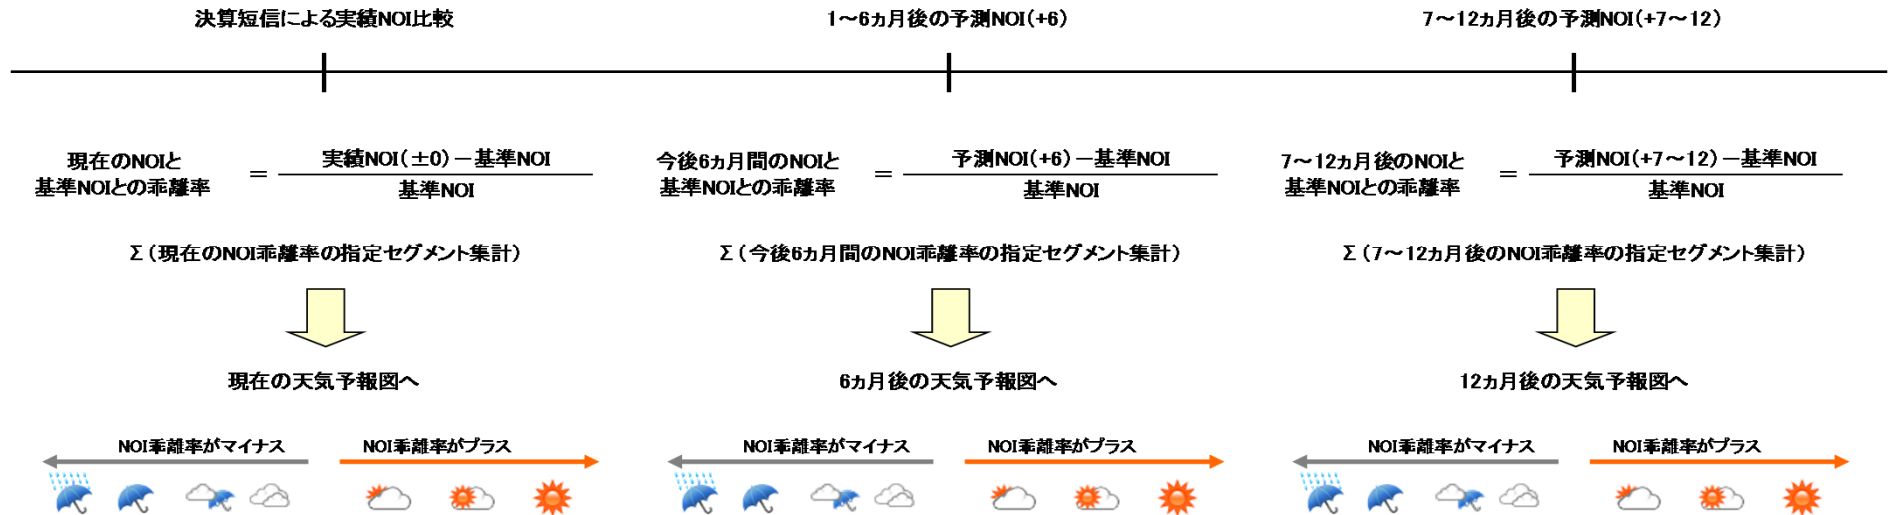 決算短信による実績NOI比較
1～6ヵ月後の予測NOI(+6)
7～12ヵ月後の予測NOI(+7～12)
現在のNOIと
基準NOIとの乖離率
＝
実績NOI(±0)－基準NOI
基準NOI
今後6ヵ月間のNOIと
基準NOIとの乖離率
＝
予測NOI(+6)－基準NOI
基準NOI
7～12ヵ月後のNOIと
基準NOIとの乖離率
＝
予測NOI(+7～12)－基準NOI
基準NOI
Σ(現在のNOI乖離率の指定セグメント集計)
Σ(今後6ヵ月間のNOI乖離率の指定セグメント集計)
Σ(7～12ヵ月後のNOI乖離率の指定セグメント集計)
現在の天気予報図へ
6ヵ月後の天気予報図へ
12ヵ月後の天気予報図へ
NOI乖離率がマイナス
NOI乖離率がプラス
NOI乖離率がマイナス
NOI乖離率がプラス
NOI乖離率がマイナス
NOI乖離率がプラス